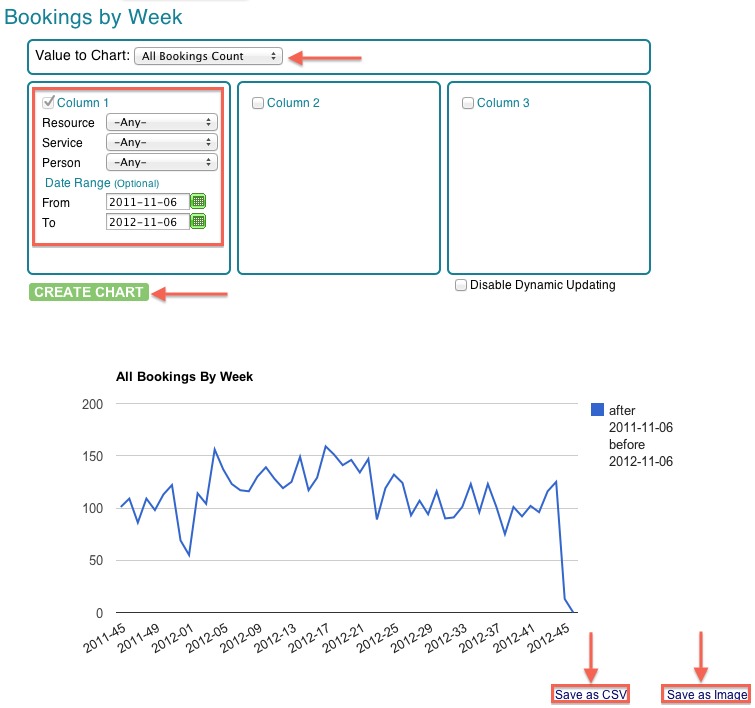 Bookings by Week
Value to Chart: All Bookings Count
Column 1
Resource -Any-
Service -Any-
Person -Any-
Date Range (Optional)
From 2011-11-06
To 2012-11-06
Column 2
Column 3
CREATE CHART
Disable Dynamic Updating
All Bookings By Week
200
150
100
50
0
2011-45 2011-49 2012-01 2012-05 2012-09 2012-13 2012-17 2012-21 2012-25 2012-29 2012-33 2012-37 2012-41 2012-45
after
2011-11-06
before
2012-11-06
Save as CSV Save as Image